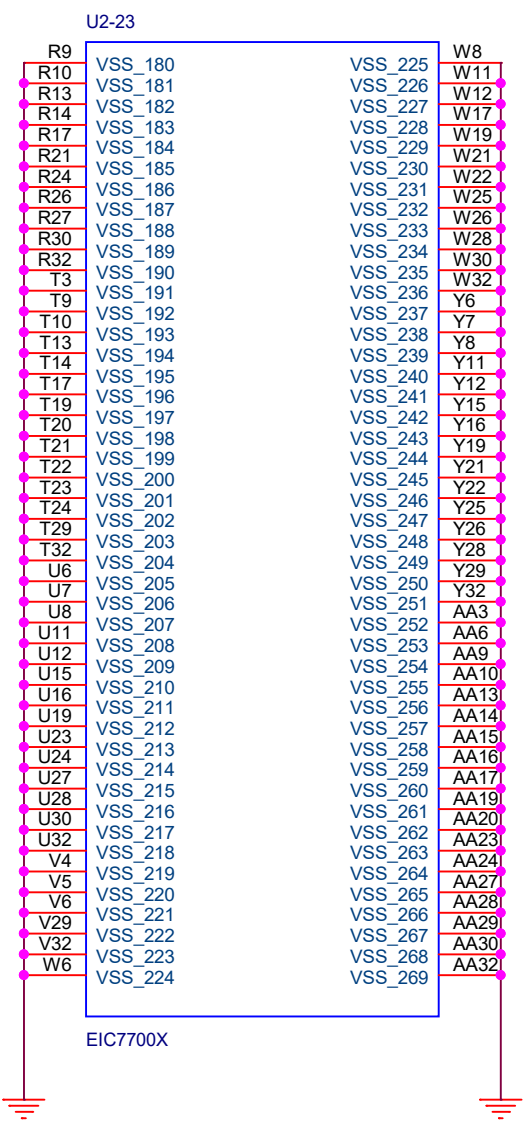 U2-23
R9 VSS_180 VSS_225 W8
R10 VSS_181 VSS_226 W11
R13 VSS_182 VSS_227 W12
R14 VSS_183 VSS_228 W17
R17 VSS_184 VSS_229 W19
R21 VSS_185 VSS_230 W21
R24 VSS_186 VSS_231 W22
R26 VSS_187 VSS_232 W25
R27 VSS_188 VSS_233 W26
R30 VSS_189 VSS_234 W28
R32 VSS_190 VSS_235 W30
T3 VSS_191 VSS_236 W32
T9 VSS_192 VSS_237 Y6
T10 VSS_193 VSS_238 Y7
T13 VSS_194 VSS_239 Y8
T14 VSS_195 VSS_240 Y11
T17 VSS_196 VSS_241 Y12
T19 VSS_197 VSS_242 Y15
T20 VSS_198 VSS_243 Y16
T21 VSS_199 VSS_244 Y19
T22 VSS_200 VSS_245 Y21
T23 VSS_201 VSS_246 Y22
T24 VSS_202 VSS_247 Y25
T29 VSS_203 VSS_248 Y26
T32 VSS_204 VSS_249 Y28
U6 VSS_205 VSS_250 Y29
U7 VSS_206 VSS_251 Y32
U8 VSS_207 VSS_252 AA3
U11 VSS_208 VSS_253 AA6
U12 VSS_209 VSS_254 AA9
U15 VSS_210 VSS_255 AA10
U16 VSS_211 VSS_256 AA13
U19 VSS_212 VSS_257 AA14
U23 VSS_213 VSS_258 AA15
U24 VSS_214 VSS_259 AA16
U27 VSS_215 VSS_260 AA17
U28 VSS_216 VSS_261 AA19
U30 VSS_217 VSS_262 AA20
U32 VSS_218 VSS_263 AA23
V4 VSS_219 VSS_264 AA24
V5 VSS_220 VSS_265 AA27
V6 VSS_221 VSS_266 AA28
V29 VSS_222 VSS_267 AA29
V32 VSS_223 VSS_268 AA30
W6 VSS_224 VSS_269 AA32
EIC7700X